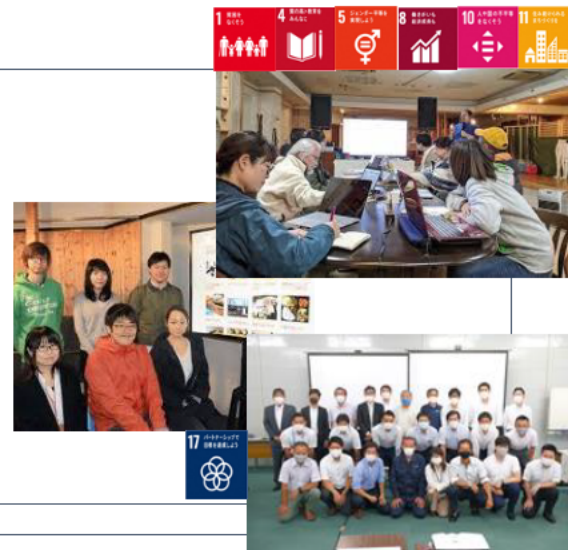 1 貧困を
なくそう
4 質の高い教育を
みんなに
5 ジェンダー平等を
実現しよう
8 働きがいも
経済成長も
10 人や国の不平等
をなくそう
11 住み続けられる
まちづくりを
17 パートナーシップで
目標を達成しよう